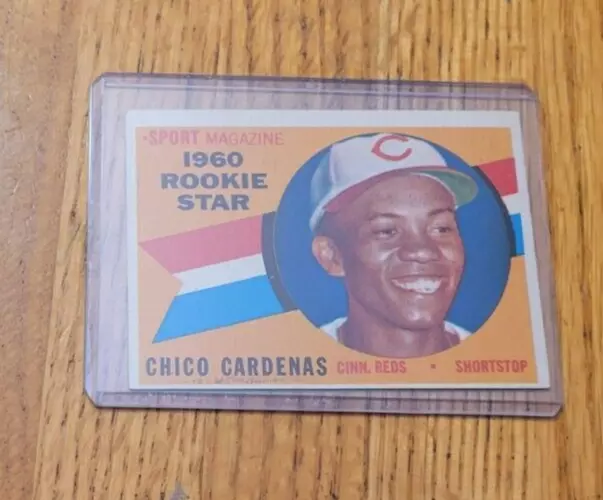 ·SPORT MAGAZINE
1960
ROOKIE
STAR
C
CHICO CARDENAS CINN. REDS · SHORTSTOP